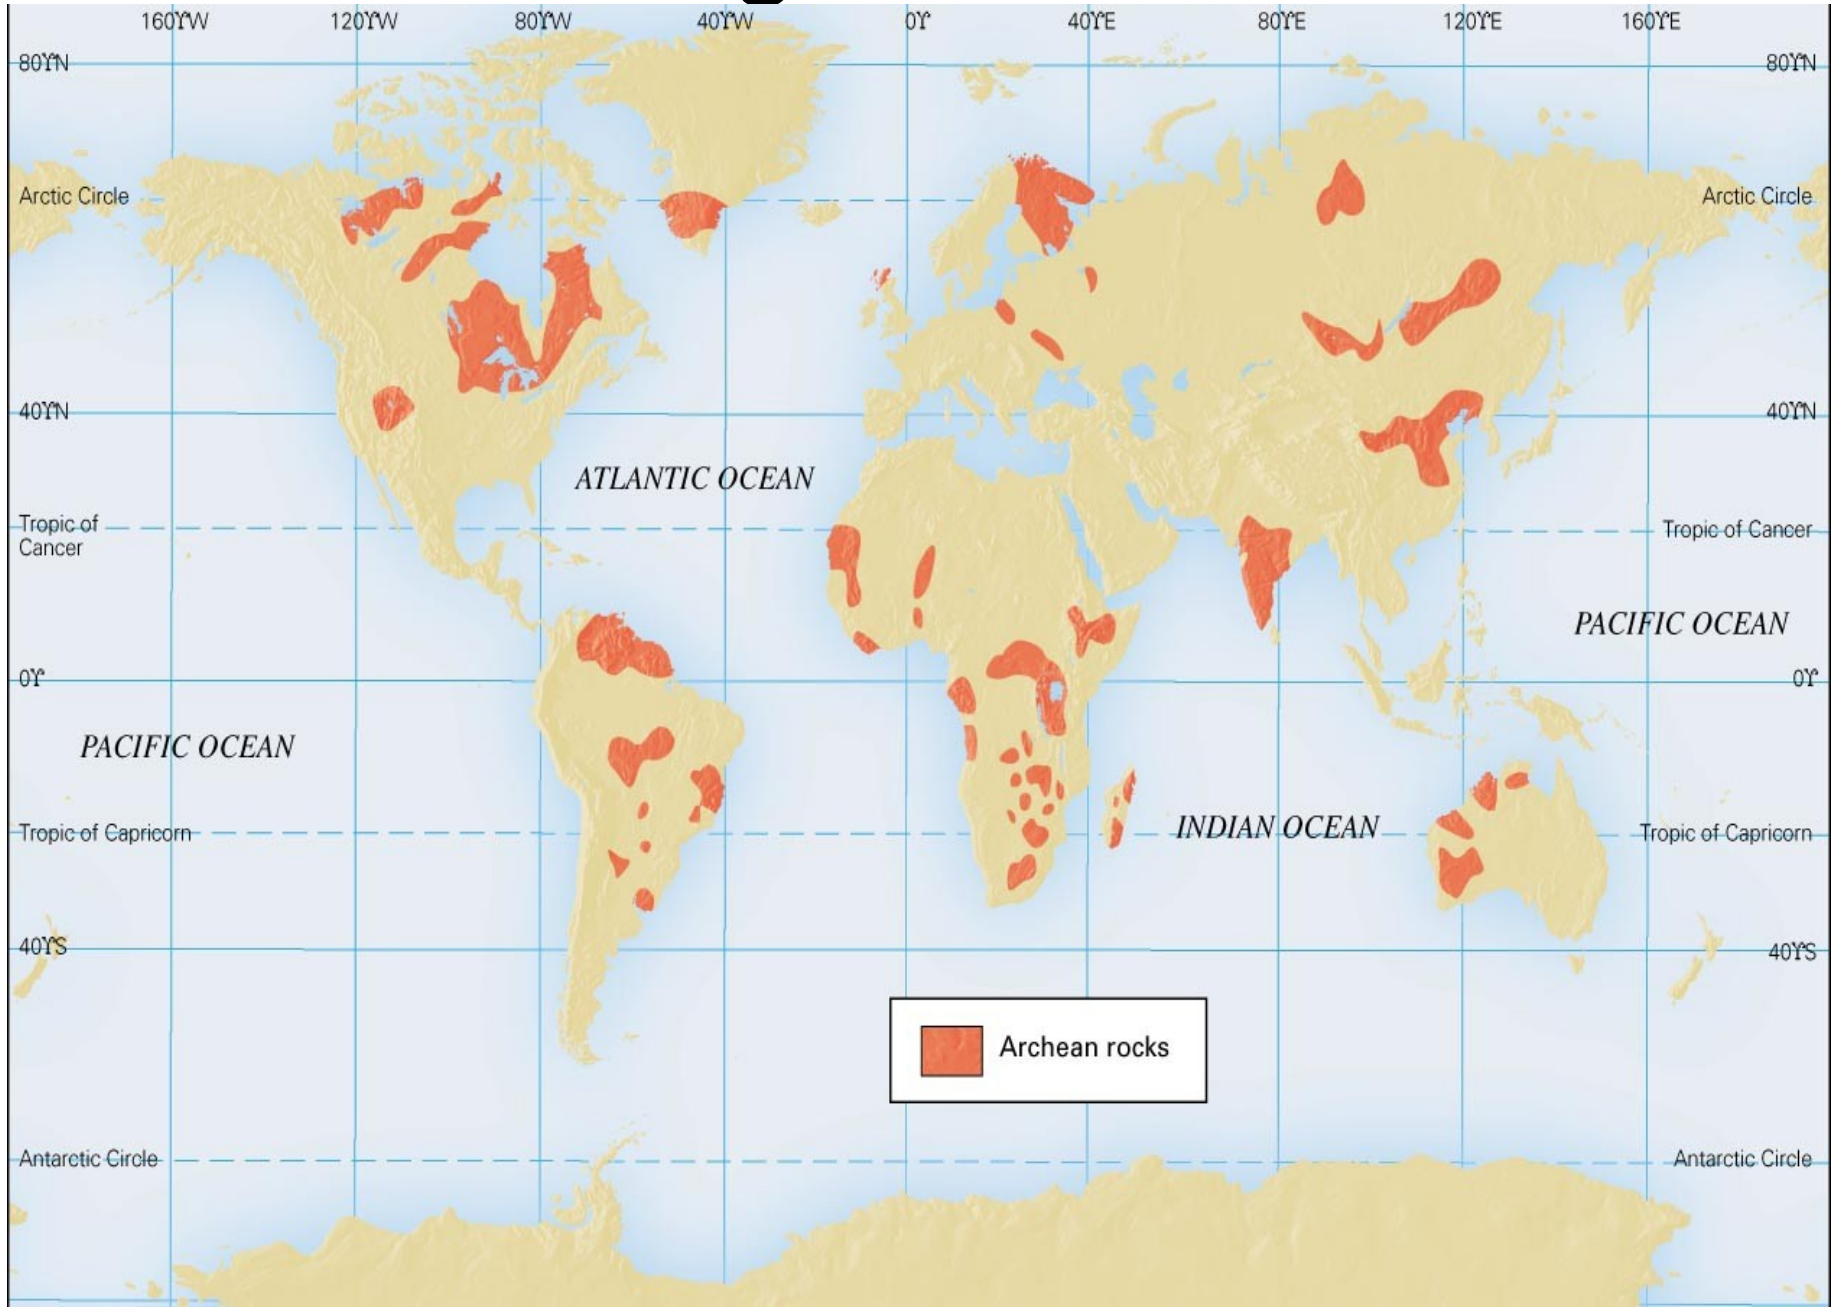 160ϒW 120ϒW 80ϒW 40ϒW 0ϒ 40ϒE 80ϒE 120ϒE 160ϒE
80ϒN 80ϒN
Arctic Circle Arctic Circle
40ϒN 40ϒN
ATLANTIC OCEAN
Tropic of
Cancer
Tropic of Cancer
PACIFIC OCEAN
0ϒ 0ϒ
PACIFIC OCEAN
INDIAN OCEAN
Tropic of Capricorn Tropic of Capricorn
40ϒS 40ϒS
Archean rocks
Antarctic Circle Antarctic Circle